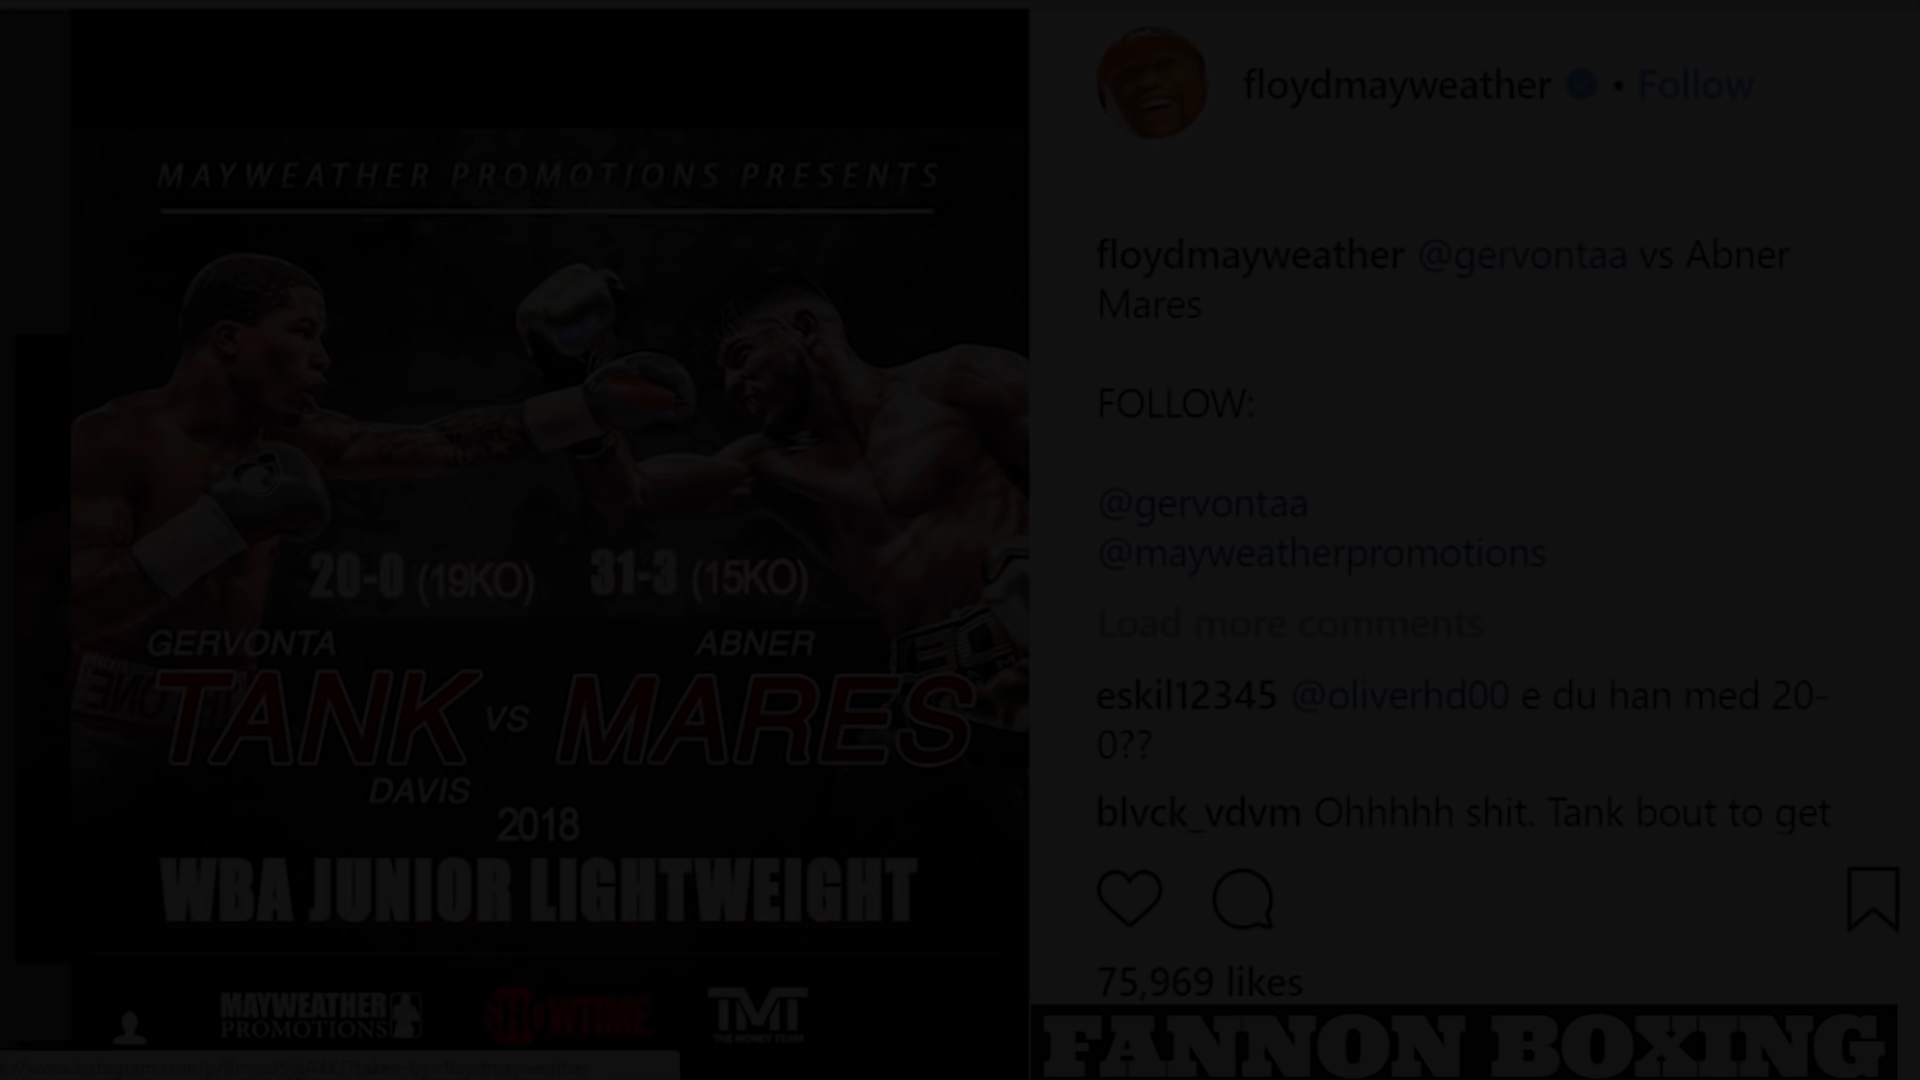 MAYWEATHER PROMOTIONS PRESENTS
20-0 (19KO) 31-3 (15KO)
GERVONTA ABNER
TANK VS MARES
DAVIS
2018
WBA JUNIOR LIGHTWEIGHT
MAYWEATHER
PROMOTIONS
SHOWTIME
TMT
THE MONEY TEAM
floydmayweather • Follow
floydmayweather @gervontaa vs Abner
Mares
FOLLOW:
@gervontaa
@mayweatherpromotions
Load more comments
eskil12345 @oliverhd00 e du han med 20-
0??
blvck_vdvm Ohhhhh shit. Tank bout to get
75,969 likes
FANNON BOXING